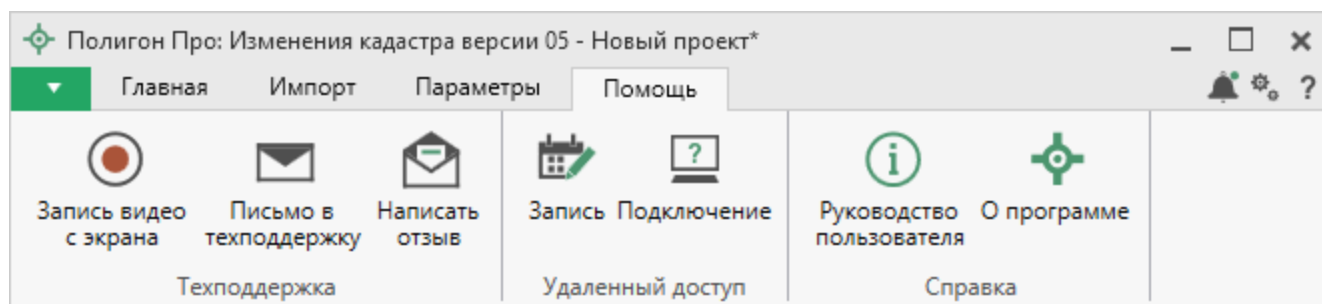 Полигон Про: Изменения кадастра версии 05 - Новый проект*
Главная Импорт Параметры Помощь ?
? i
Запись видео с экрана
Письмо в техподдержку
Написать отзыв
Запись Подключение
Руководство пользователя
О программе
Техподдержка Удаленный доступ Справка